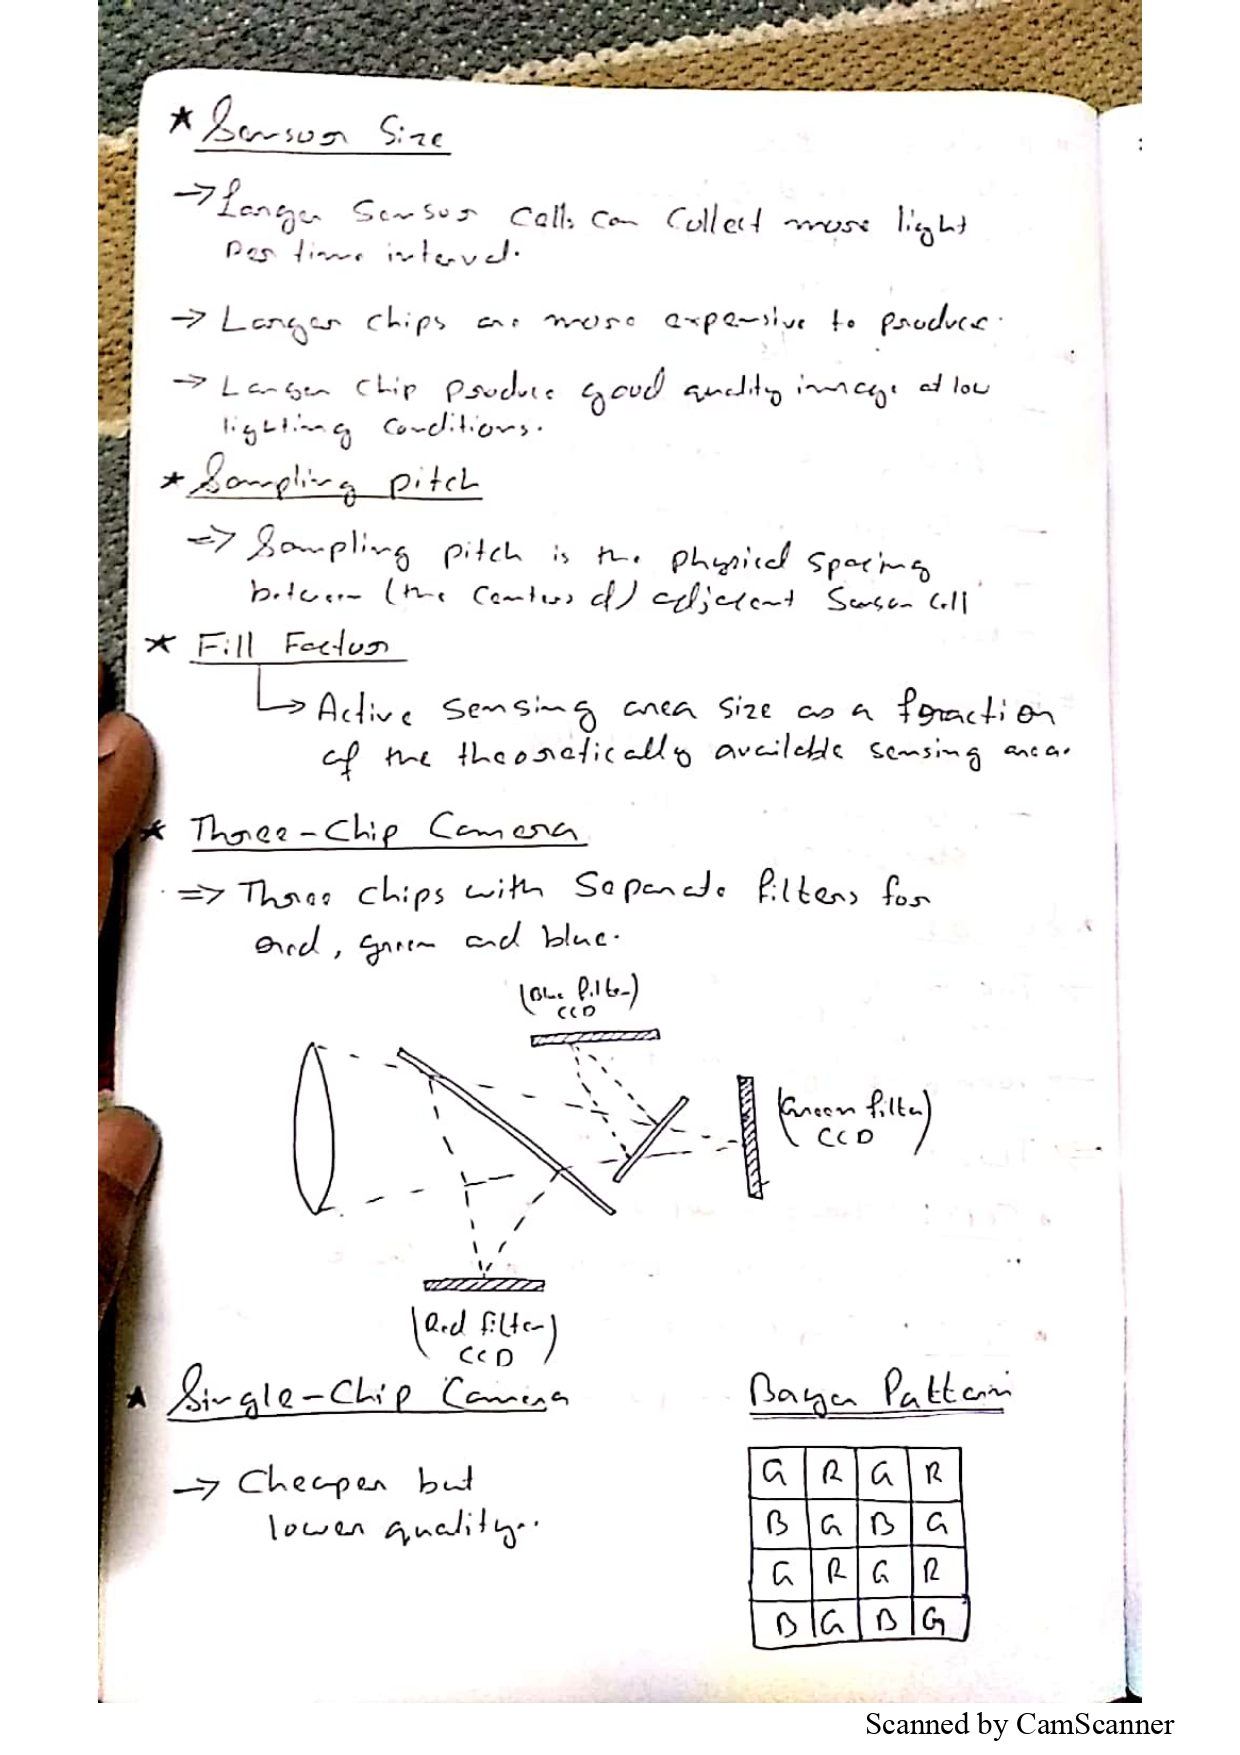 ★ Sensor Size
→ Larger Sensor Cells Can Collect more light
Per time interval.
→ Larger chips are more expensive to produce.
→ Larger Chip produce good quality image at low
lighting Conditions.
★ Sampling pitch
⇒ Sampling pitch is the physical spacing
between (the centers of) adjacent Sensor Cell
★ Fill Factor
↳ Active sensing area size as a fraction
of the theoretically available sensing area.
★ Three-Chip Camera
⇒ Three chips with Separate filters for
red, green and blue.
(Blue filter)
CCD
(Green filter)
CCD
(Red filter)
CCD
★ Single-Chip Camera
→ Cheaper but
lower quality..
Bayer Pattern
G R G R
B G B G
G R G R
B G B G
Scanned by CamScanner